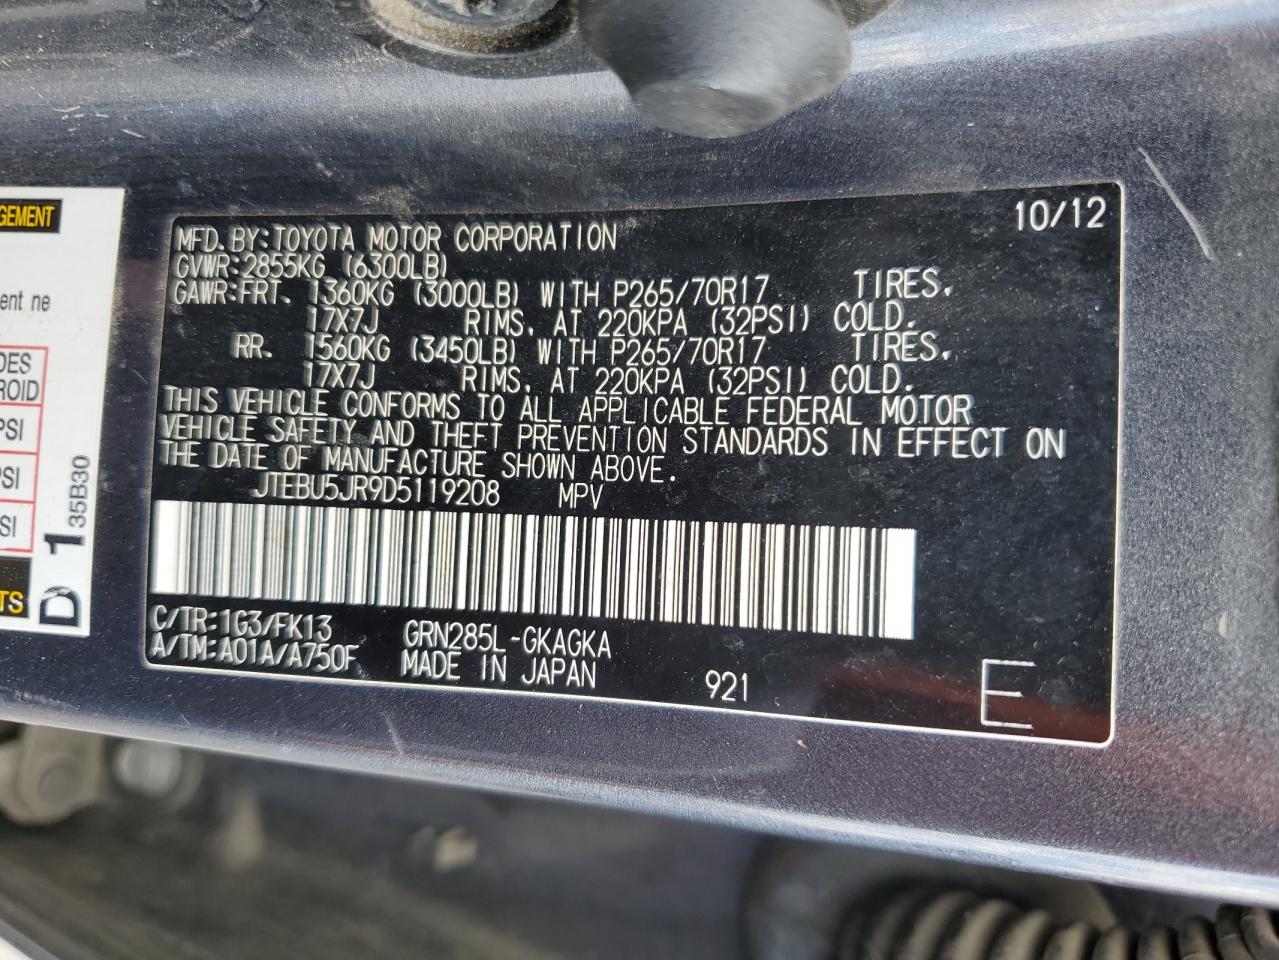 10/12
MFD. BY: TOYOTA MOTOR CORPORATION
GVWR: 2855KG (6300LB)
GAWR: FRT. 1360KG (3000LB) WITH P265/70R17 TIRES,
17X7J RIMS, AT 220KPA (32PSI) COLD.
RR. 1560KG (3450LB) WITH P265/70R17 TIRES,
17X7J RIMS, AT 220KPA (32PSI) COLD.
THIS VEHICLE CONFORMS TO ALL APPLICABLE FEDERAL MOTOR
VEHICLE SAFETY AND THEFT PREVENTION STANDARDS IN EFFECT ON
THE DATE OF MANUFACTURE SHOWN ABOVE.
JTEBU5JR9D5119208 MPV
C/TR: 1G3/FK13 GRN285L-GKAGKA
A/TM: A01A/A750F MADE IN JAPAN 921 E
GEMENT
ent ne
DES
ROID
PSI
PSI
SI
TS
D 1 35B30